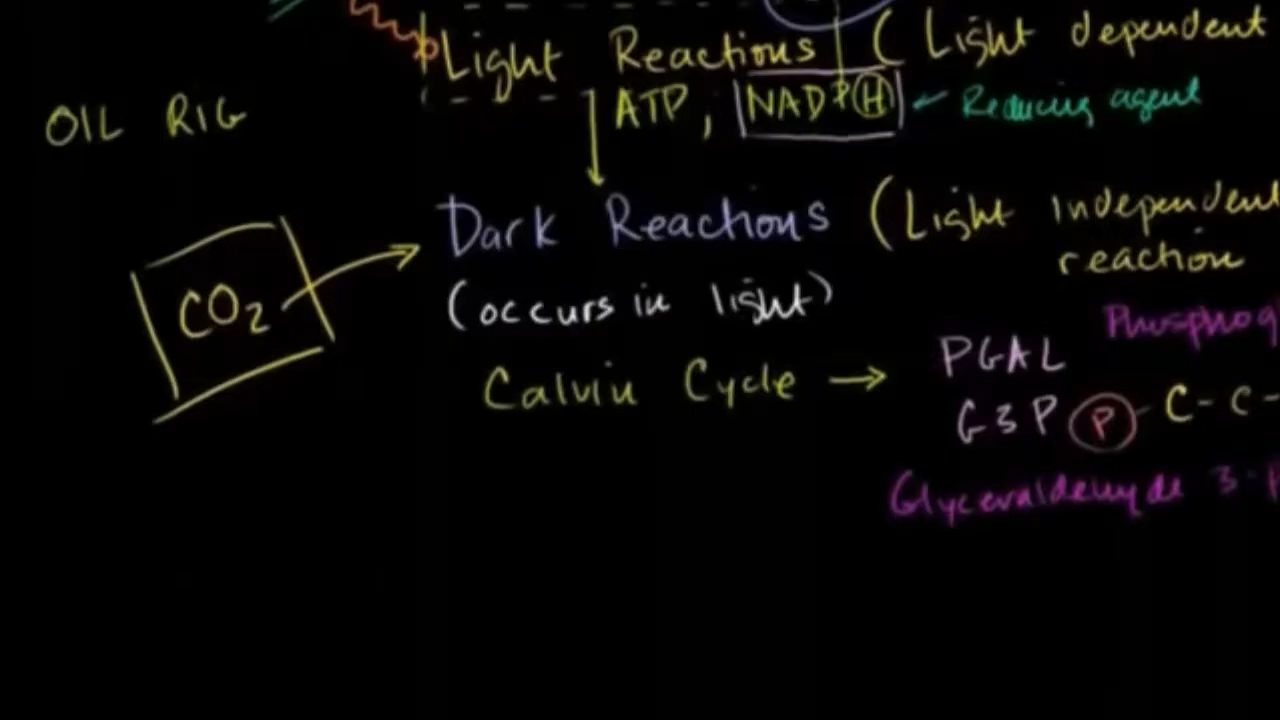 Light Reactions ( Light dependent
OIL RIG
ATP, NADPH ← Reducing agent
Dark Reactions (Light Independent
reaction
CO2
(occurs in light)
Phosphog
PGAL
Calvin Cycle →
G3P P - C - C -
Glyceraldehyde 3-p